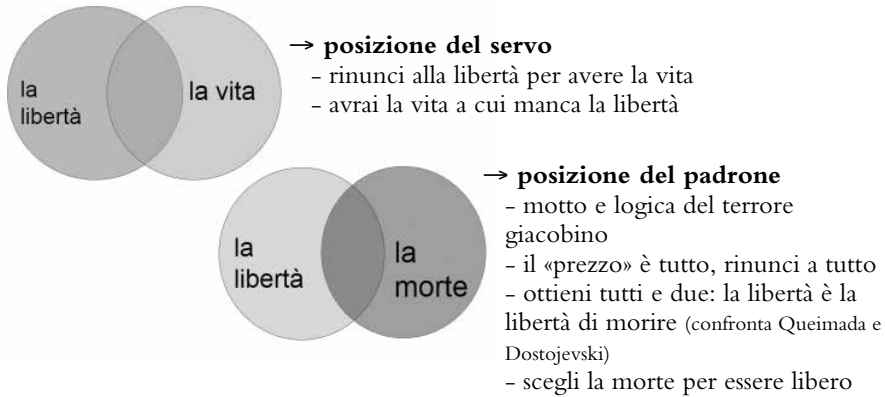 la
libertà
la vita
→ posizione del servo
- rinunci alla libertà per avere la vita
- avrai la vita a cui manca la libertà
la
libertà
la
morte
→ posizione del padrone
- motto e logica del terrore
giacobino
- il «prezzo» è tutto, rinunci a tutto
- ottieni tutti e due: la libertà è la
libertà di morire (confronta Queimada e
Dostojevski)
- scegli la morte per essere libero